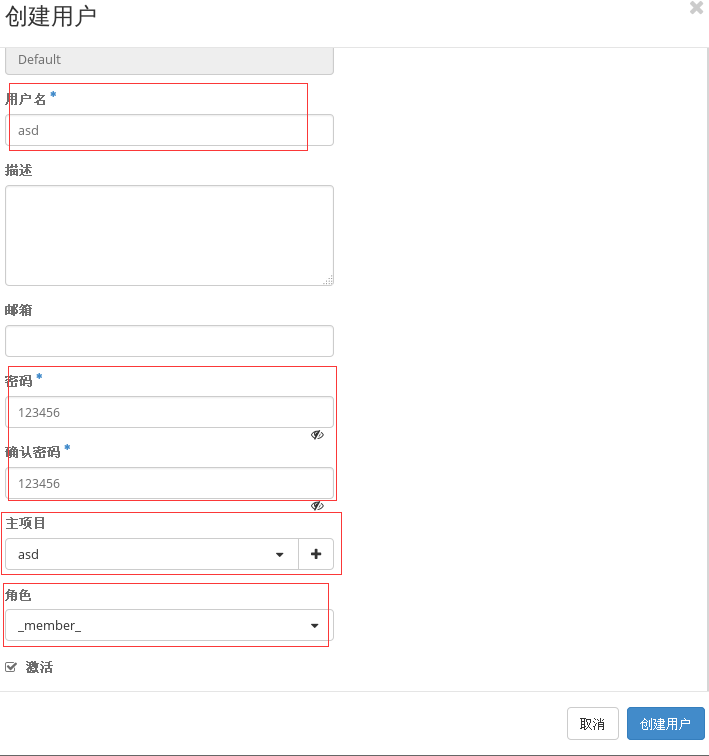 创建用户
Default
用户名 *
asd
描述
邮箱
密码 *
123456
确认密码 *
123456
主项目
asd
角色
_member_
激活
取消
创建用户